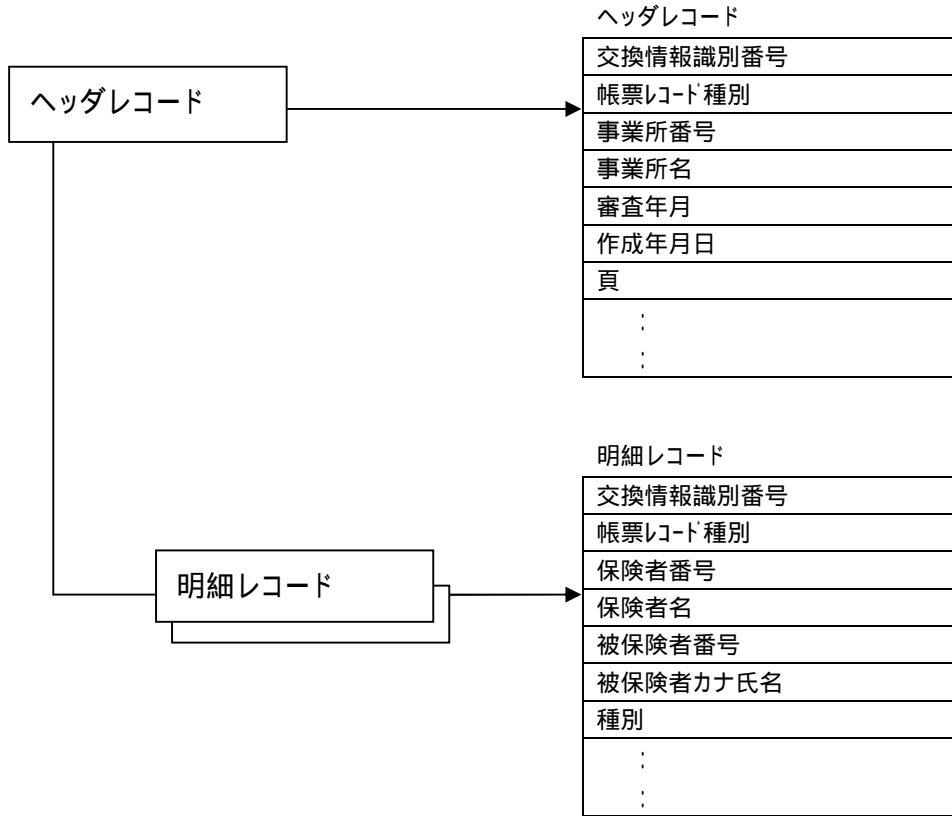 ヘッダレコード
ヘッダレコード
交換情報識別番号
帳票ﾚｺｰﾄﾞ種別
事業所番号
事業所名
審査年月
作成年月日
頁
:
:
明細レコード
明細レコード
交換情報識別番号
帳票ﾚｺｰﾄﾞ種別
保険者番号
保険者名
被保険者番号
被保険者カナ氏名
種別
:
: